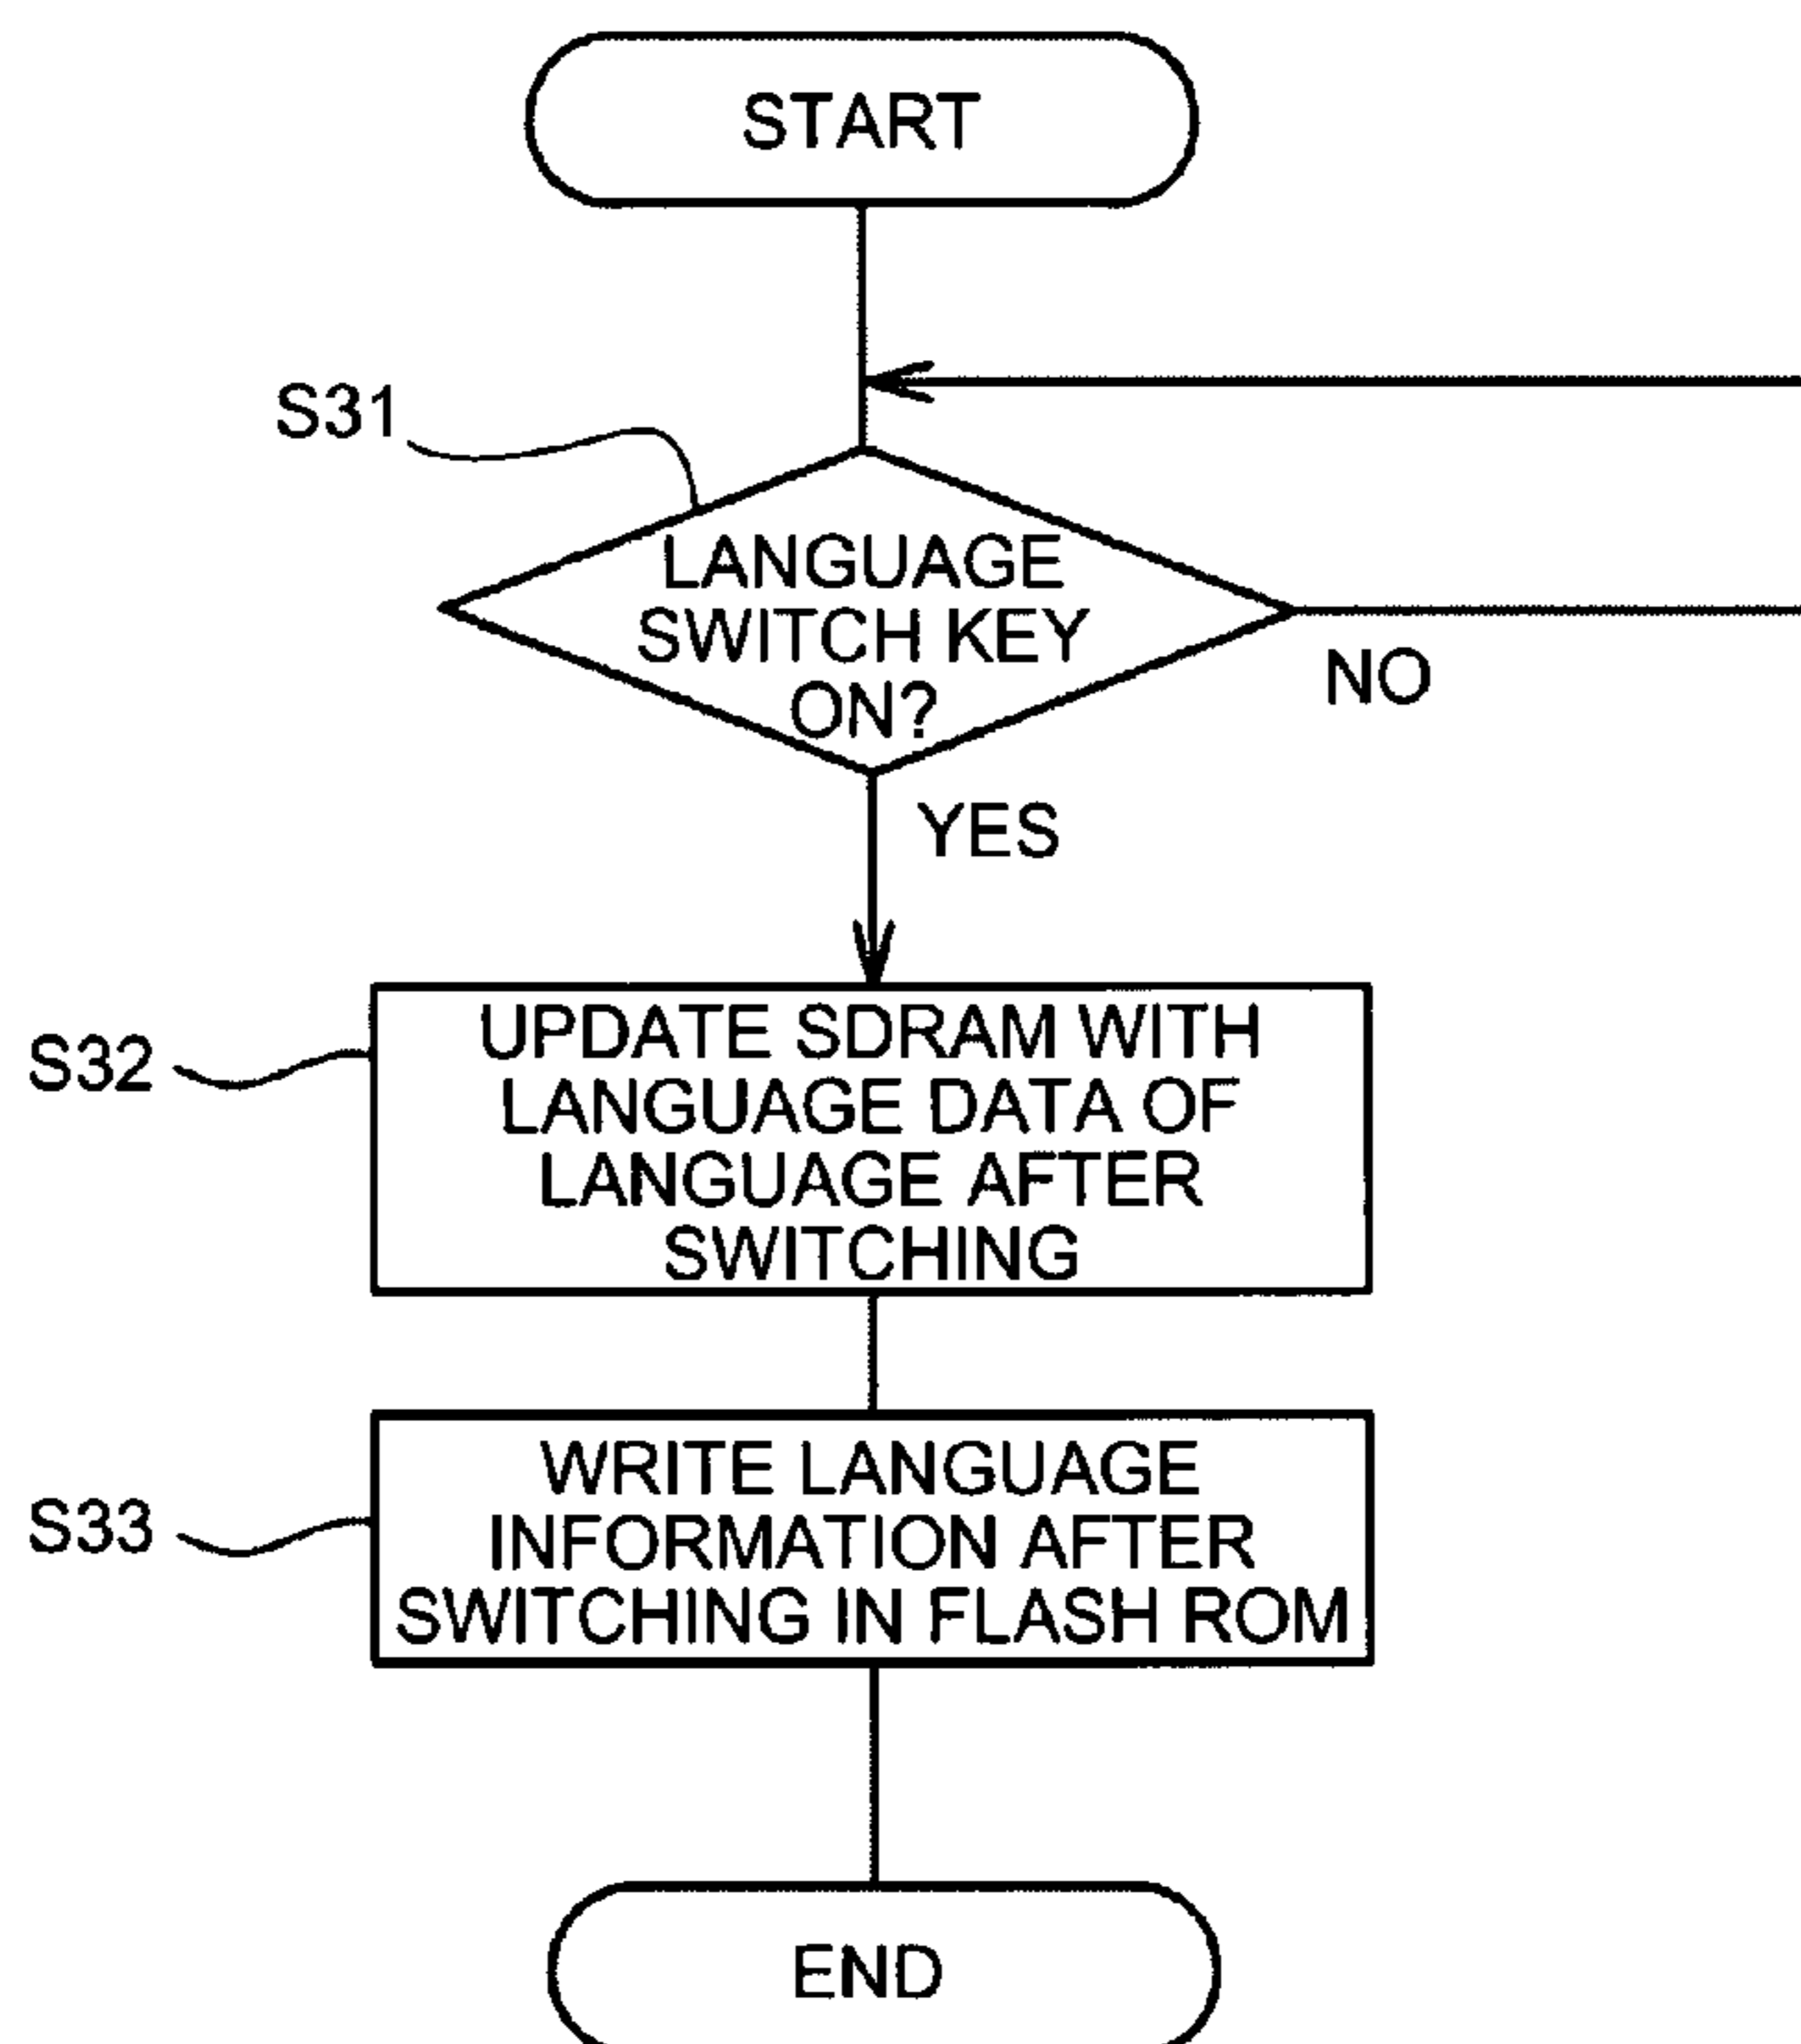 START
S31
LANGUAGE
SWITCH KEY
ON?
NO
YES
S32
UPDATE SDRAM WITH
LANGUAGE DATA OF
LANGUAGE AFTER
SWITCHING
S33
WRITE LANGUAGE
INFORMATION AFTER
SWITCHING IN FLASH ROM
END